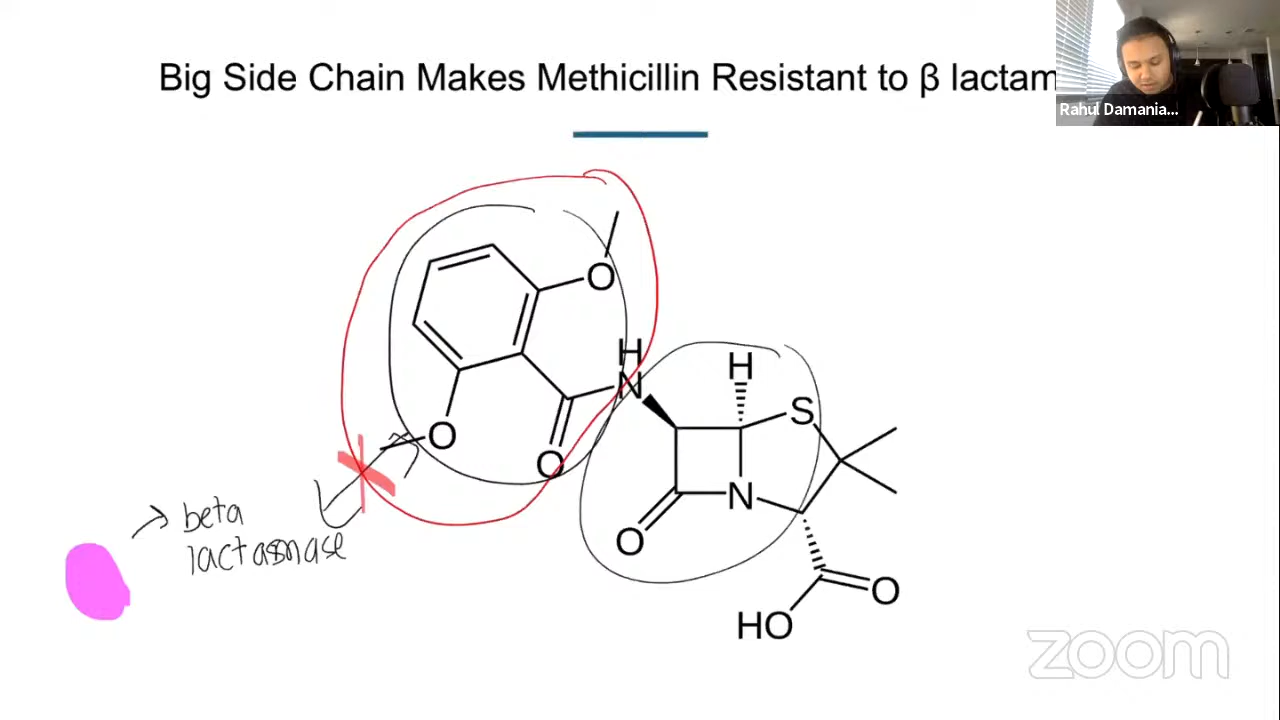 Big Side Chain Makes Methicillin Resistant to β lactam
Rahul Damania...
O
H
N
H
S
O
O
N
O
O
HO
beta
lactamase
zoom